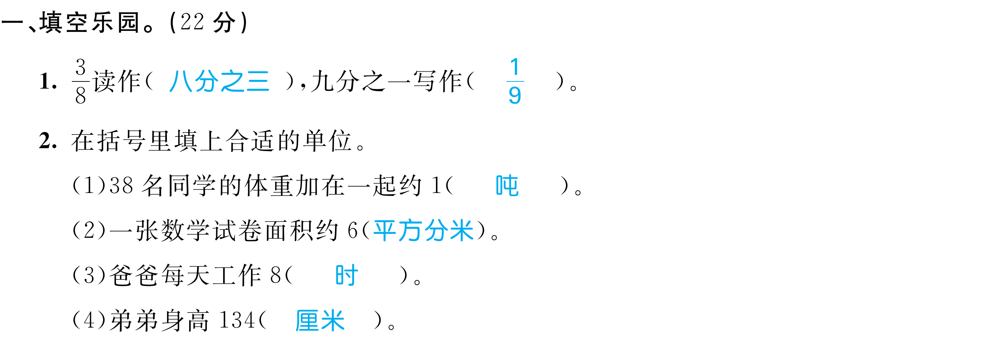 一、填空乐园。(22 分)
1. 3/8读作( 八分之三 ),九分之一写作( 1/9 )。
2. 在括号里填上合适的单位。
(1)38 名同学的体重加在一起约 1( 吨 )。
(2)一张数学试卷面积约 6(平方分米)。
(3)爸爸每天工作 8( 时 )。
(4)弟弟身高 134( 厘米 )。